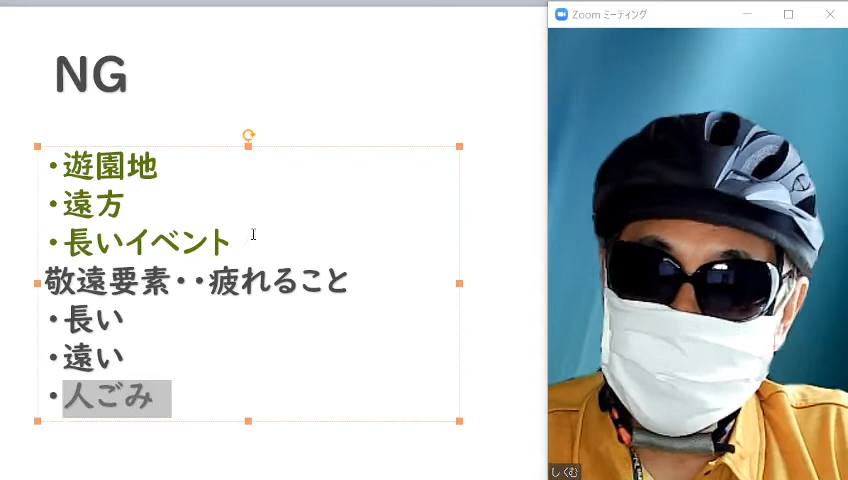 NG
・遊園地
・遠方
・長いイベント
敬遠要素・・疲れること
・長い
・遠い
・人ごみ
Zoom ミーティング
しくむ